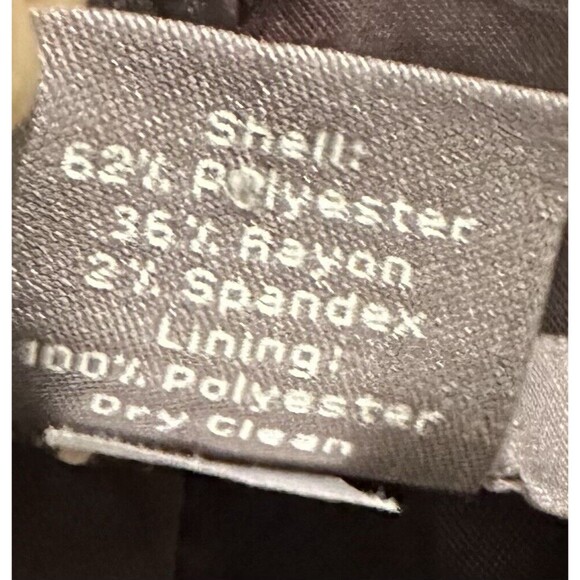 Shell:
62% Polyester
36% Rayon
2% Spandex
Lining:
100% Polyester
Dry Clean